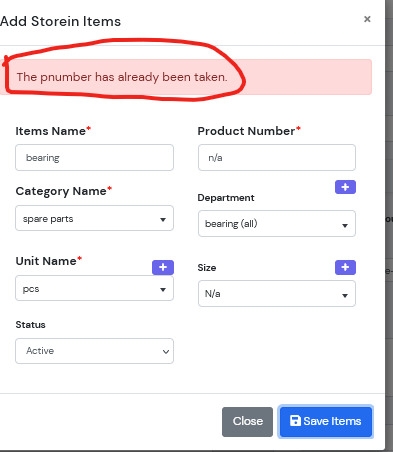 Add Storein Items ×
The pnumber has already been taken.
Items Name* Product Number*
bearing n/a
Category Name* +
Department
spare parts bearing (all)
Unit Name* + Size +
pcs N/a
Status
Active
Close Save Items